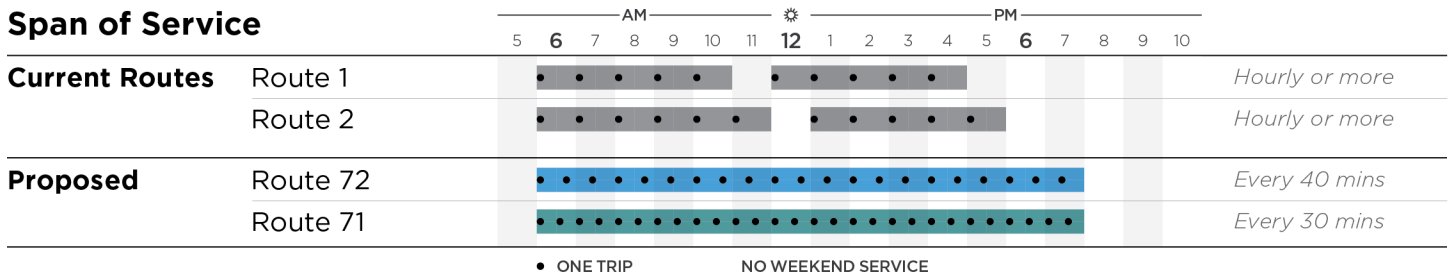 Span of Service
AM PM
5 6 7 8 9 10 11 12 1 2 3 4 5 6 7 8 9 10
Current Routes Route 1 Hourly or more
Route 2 Hourly or more
Proposed Route 72 Every 40 mins
Route 71 Every 30 mins
ONE TRIP NO WEEKEND SERVICE